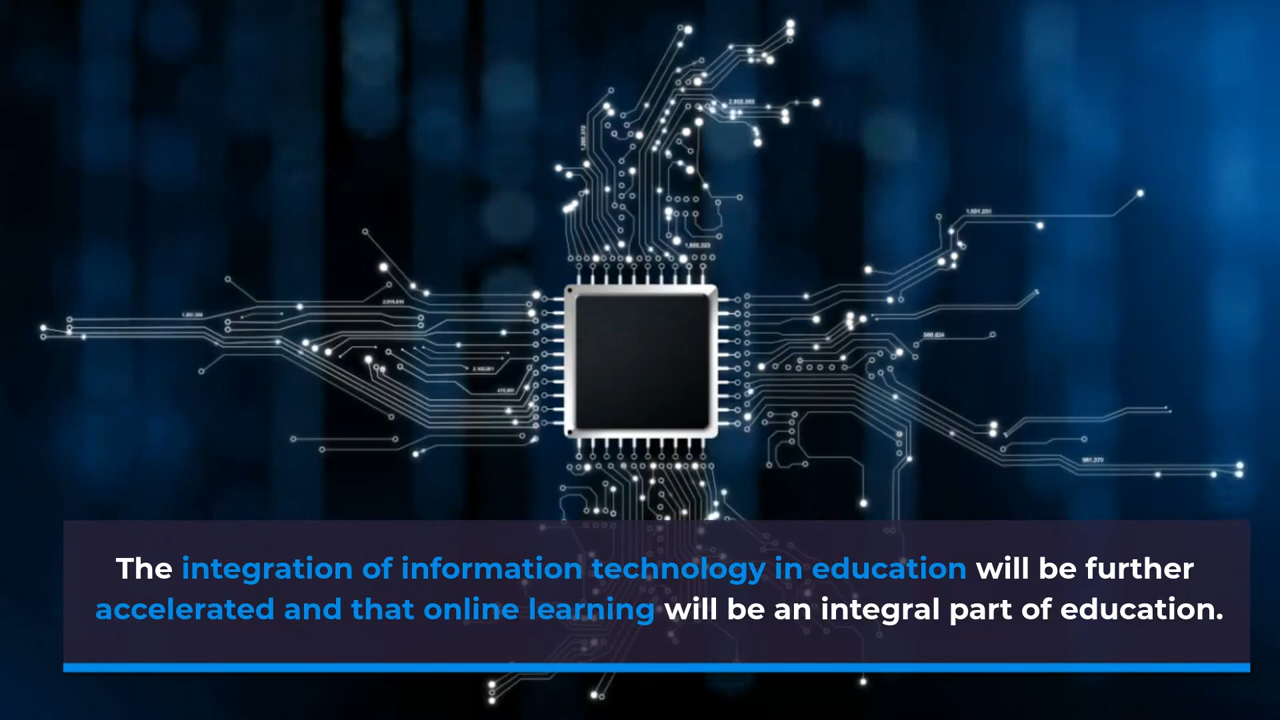 The integration of information technology in education will be further
accelerated and that online learning will be an integral part of education.